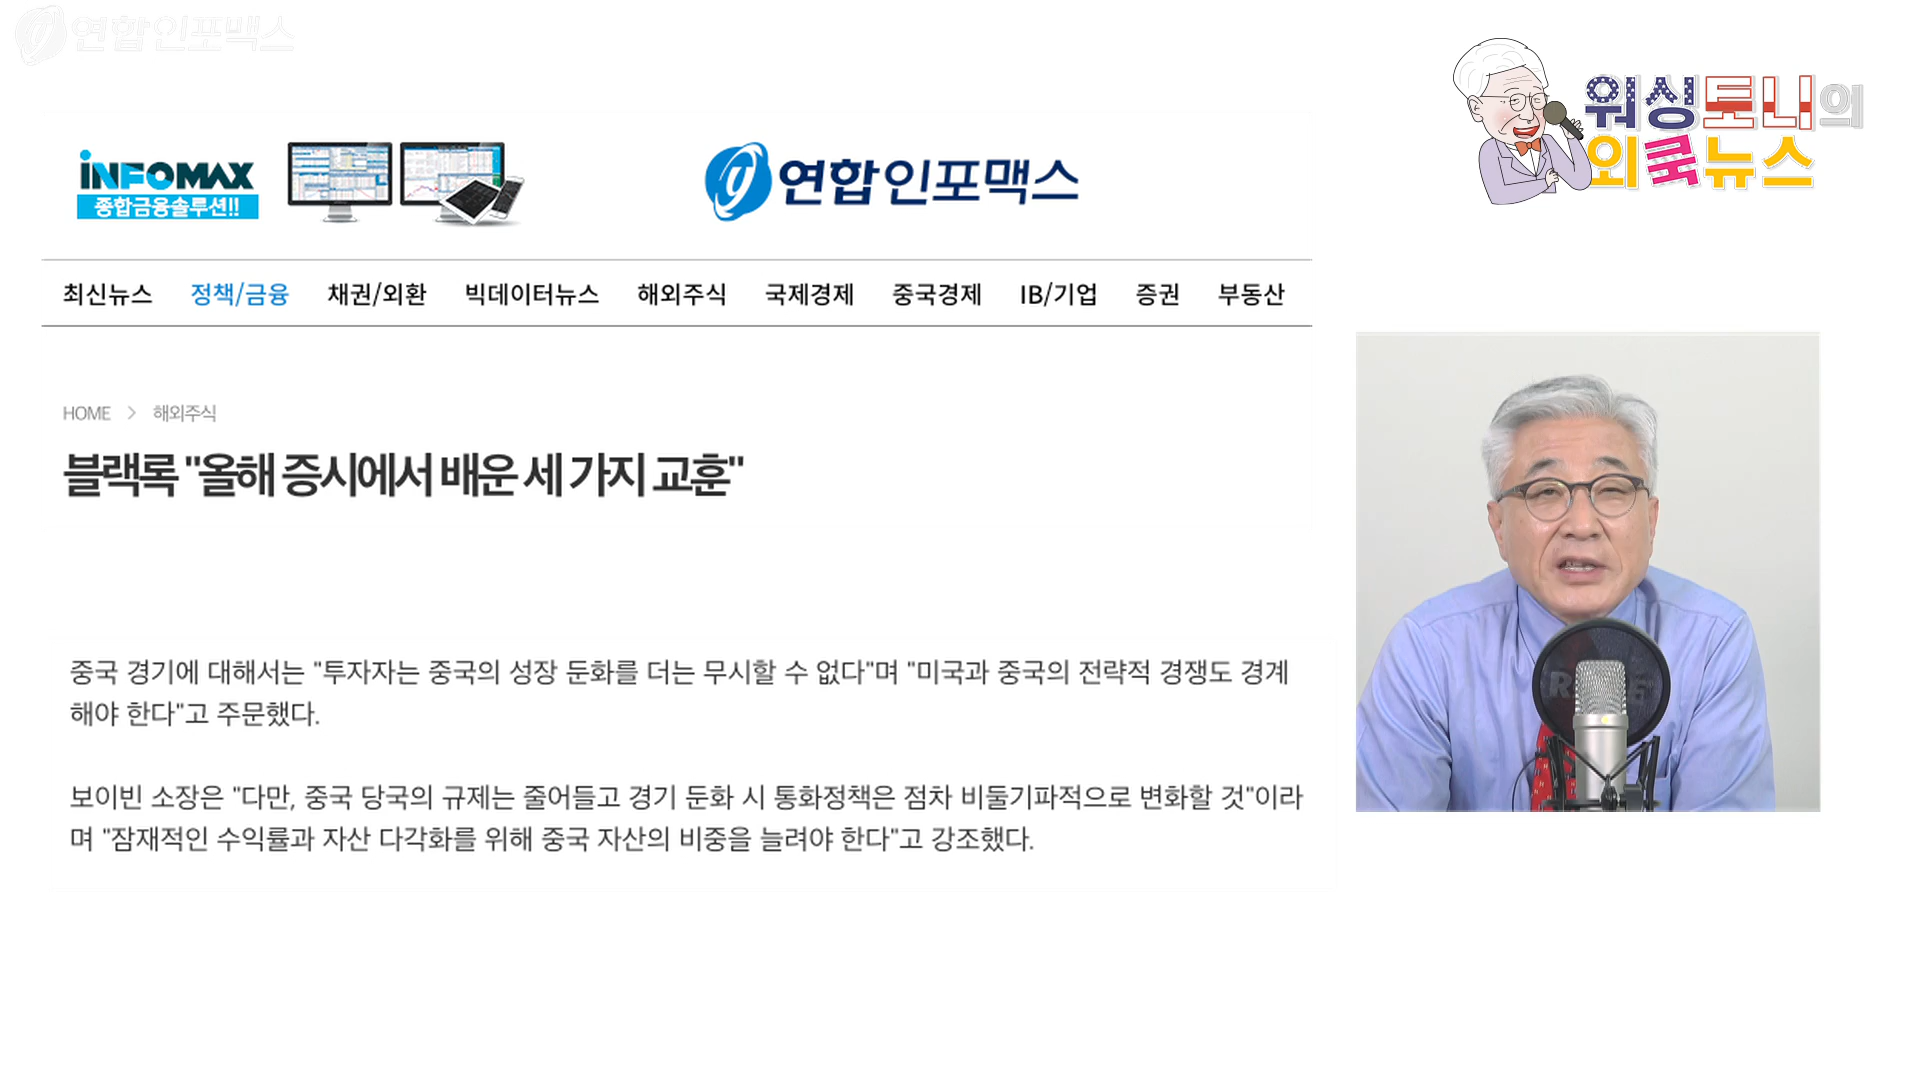 연합인포맥스
워싱토니의
외쿡뉴스
INFOMAX
종합금융솔루션!!
연합인포맥스
최신뉴스 정책/금융 채권/외환 빅데이터뉴스 해외주식 국제경제 중국경제 IB/기업 증권 부동산
HOME > 해외주식
블랙록 "올해 증시에서 배운 세 가지 교훈"
중국 경기에 대해서는 "투자자는 중국의 성장 둔화를 더는 무시할 수 없다"며 "미국과 중국의 전략적 경쟁도 경계
해야 한다"고 주문했다.
보이빈 소장은 "다만, 중국 당국의 규제는 줄어들고 경기 둔화 시 통화정책은 점차 비둘기파적으로 변화할 것"이라
며 "잠재적인 수익률과 자산 다각화를 위해 중국 자산의 비중을 늘려야 한다"고 강조했다.